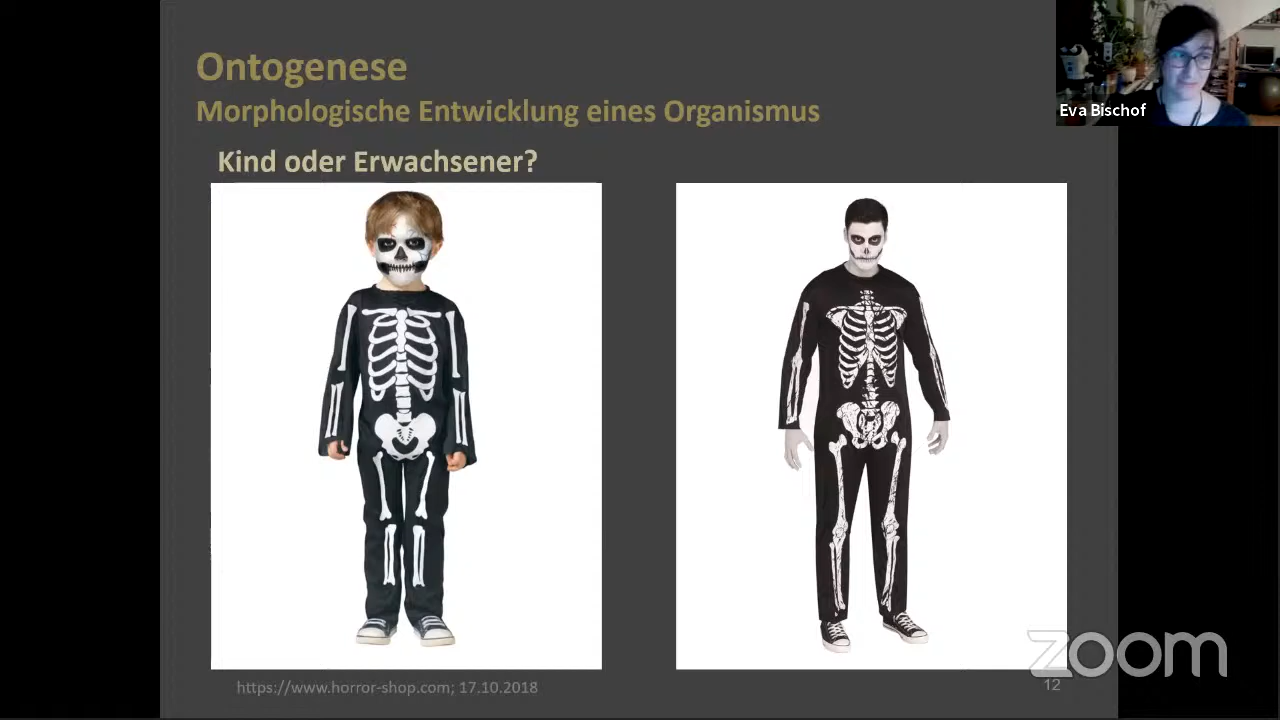 Ontogenese
Morphologische Entwicklung eines Organismus
Eva Bischof
Kind oder Erwachsener?
https://www.horror-shop.com; 17.10.2018
12
zoom